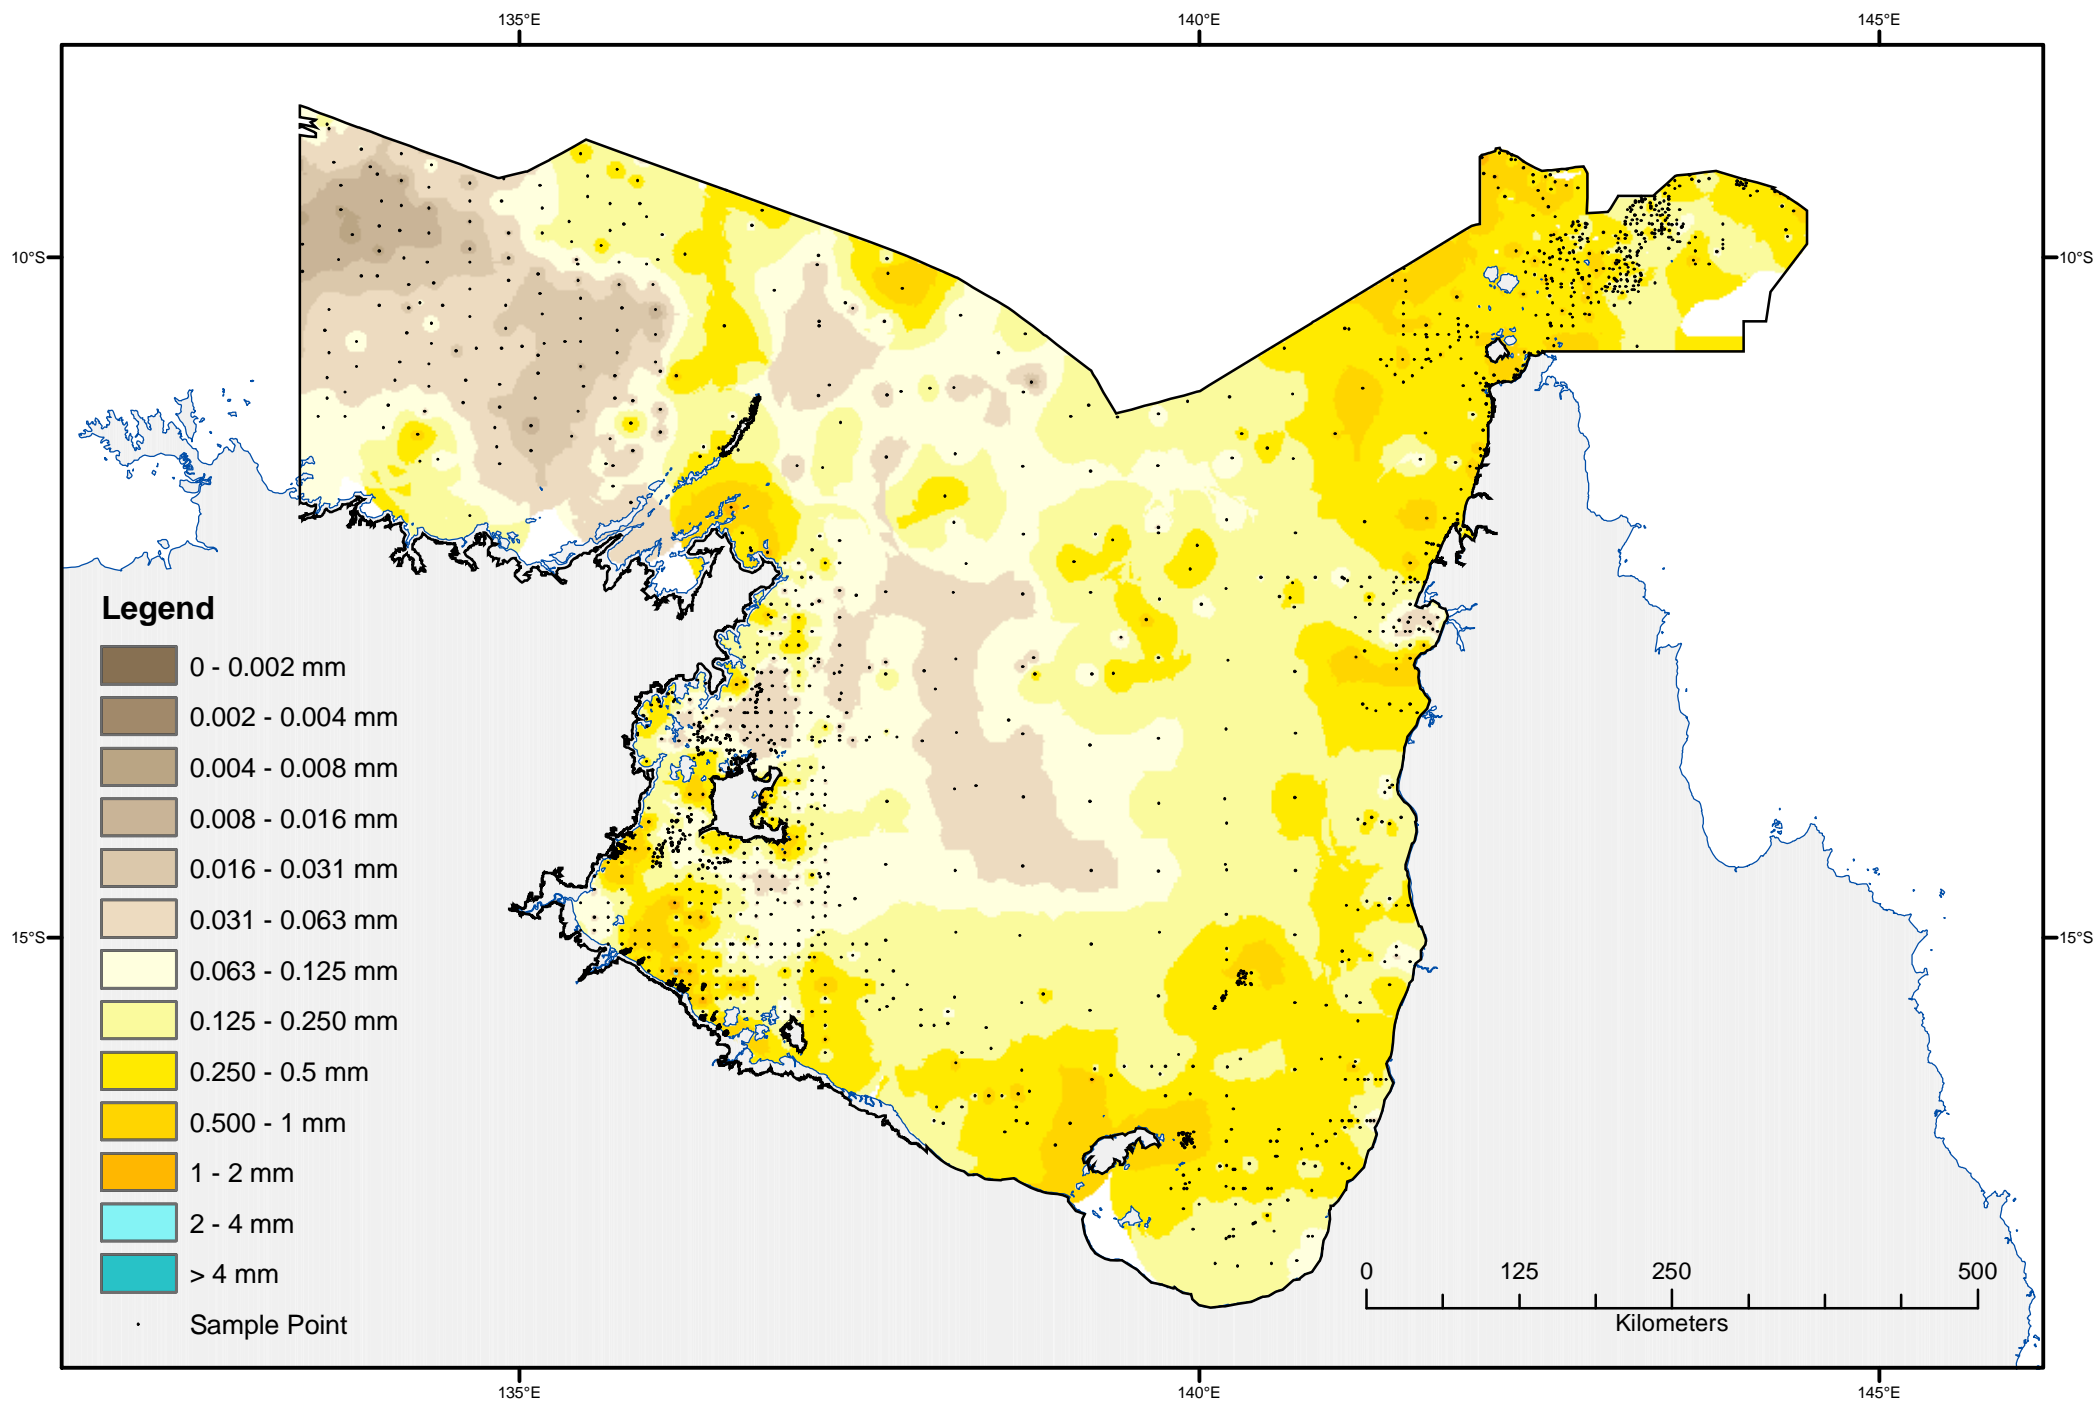 135°E 140°E 145°E
10°S 10°S
Legend
0 - 0.002 mm
0.002 - 0.004 mm
0.004 - 0.008 mm
0.008 - 0.016 mm
0.016 - 0.031 mm
0.031 - 0.063 mm
15°S 15°S
0.063 - 0.125 mm
0.125 - 0.250 mm
0.250 - 0.5 mm
0.500 - 1 mm
1 - 2 mm
2 - 4 mm
> 4 mm
Sample Point
0 125 250 500
Kilometers
135°E 140°E 145°E